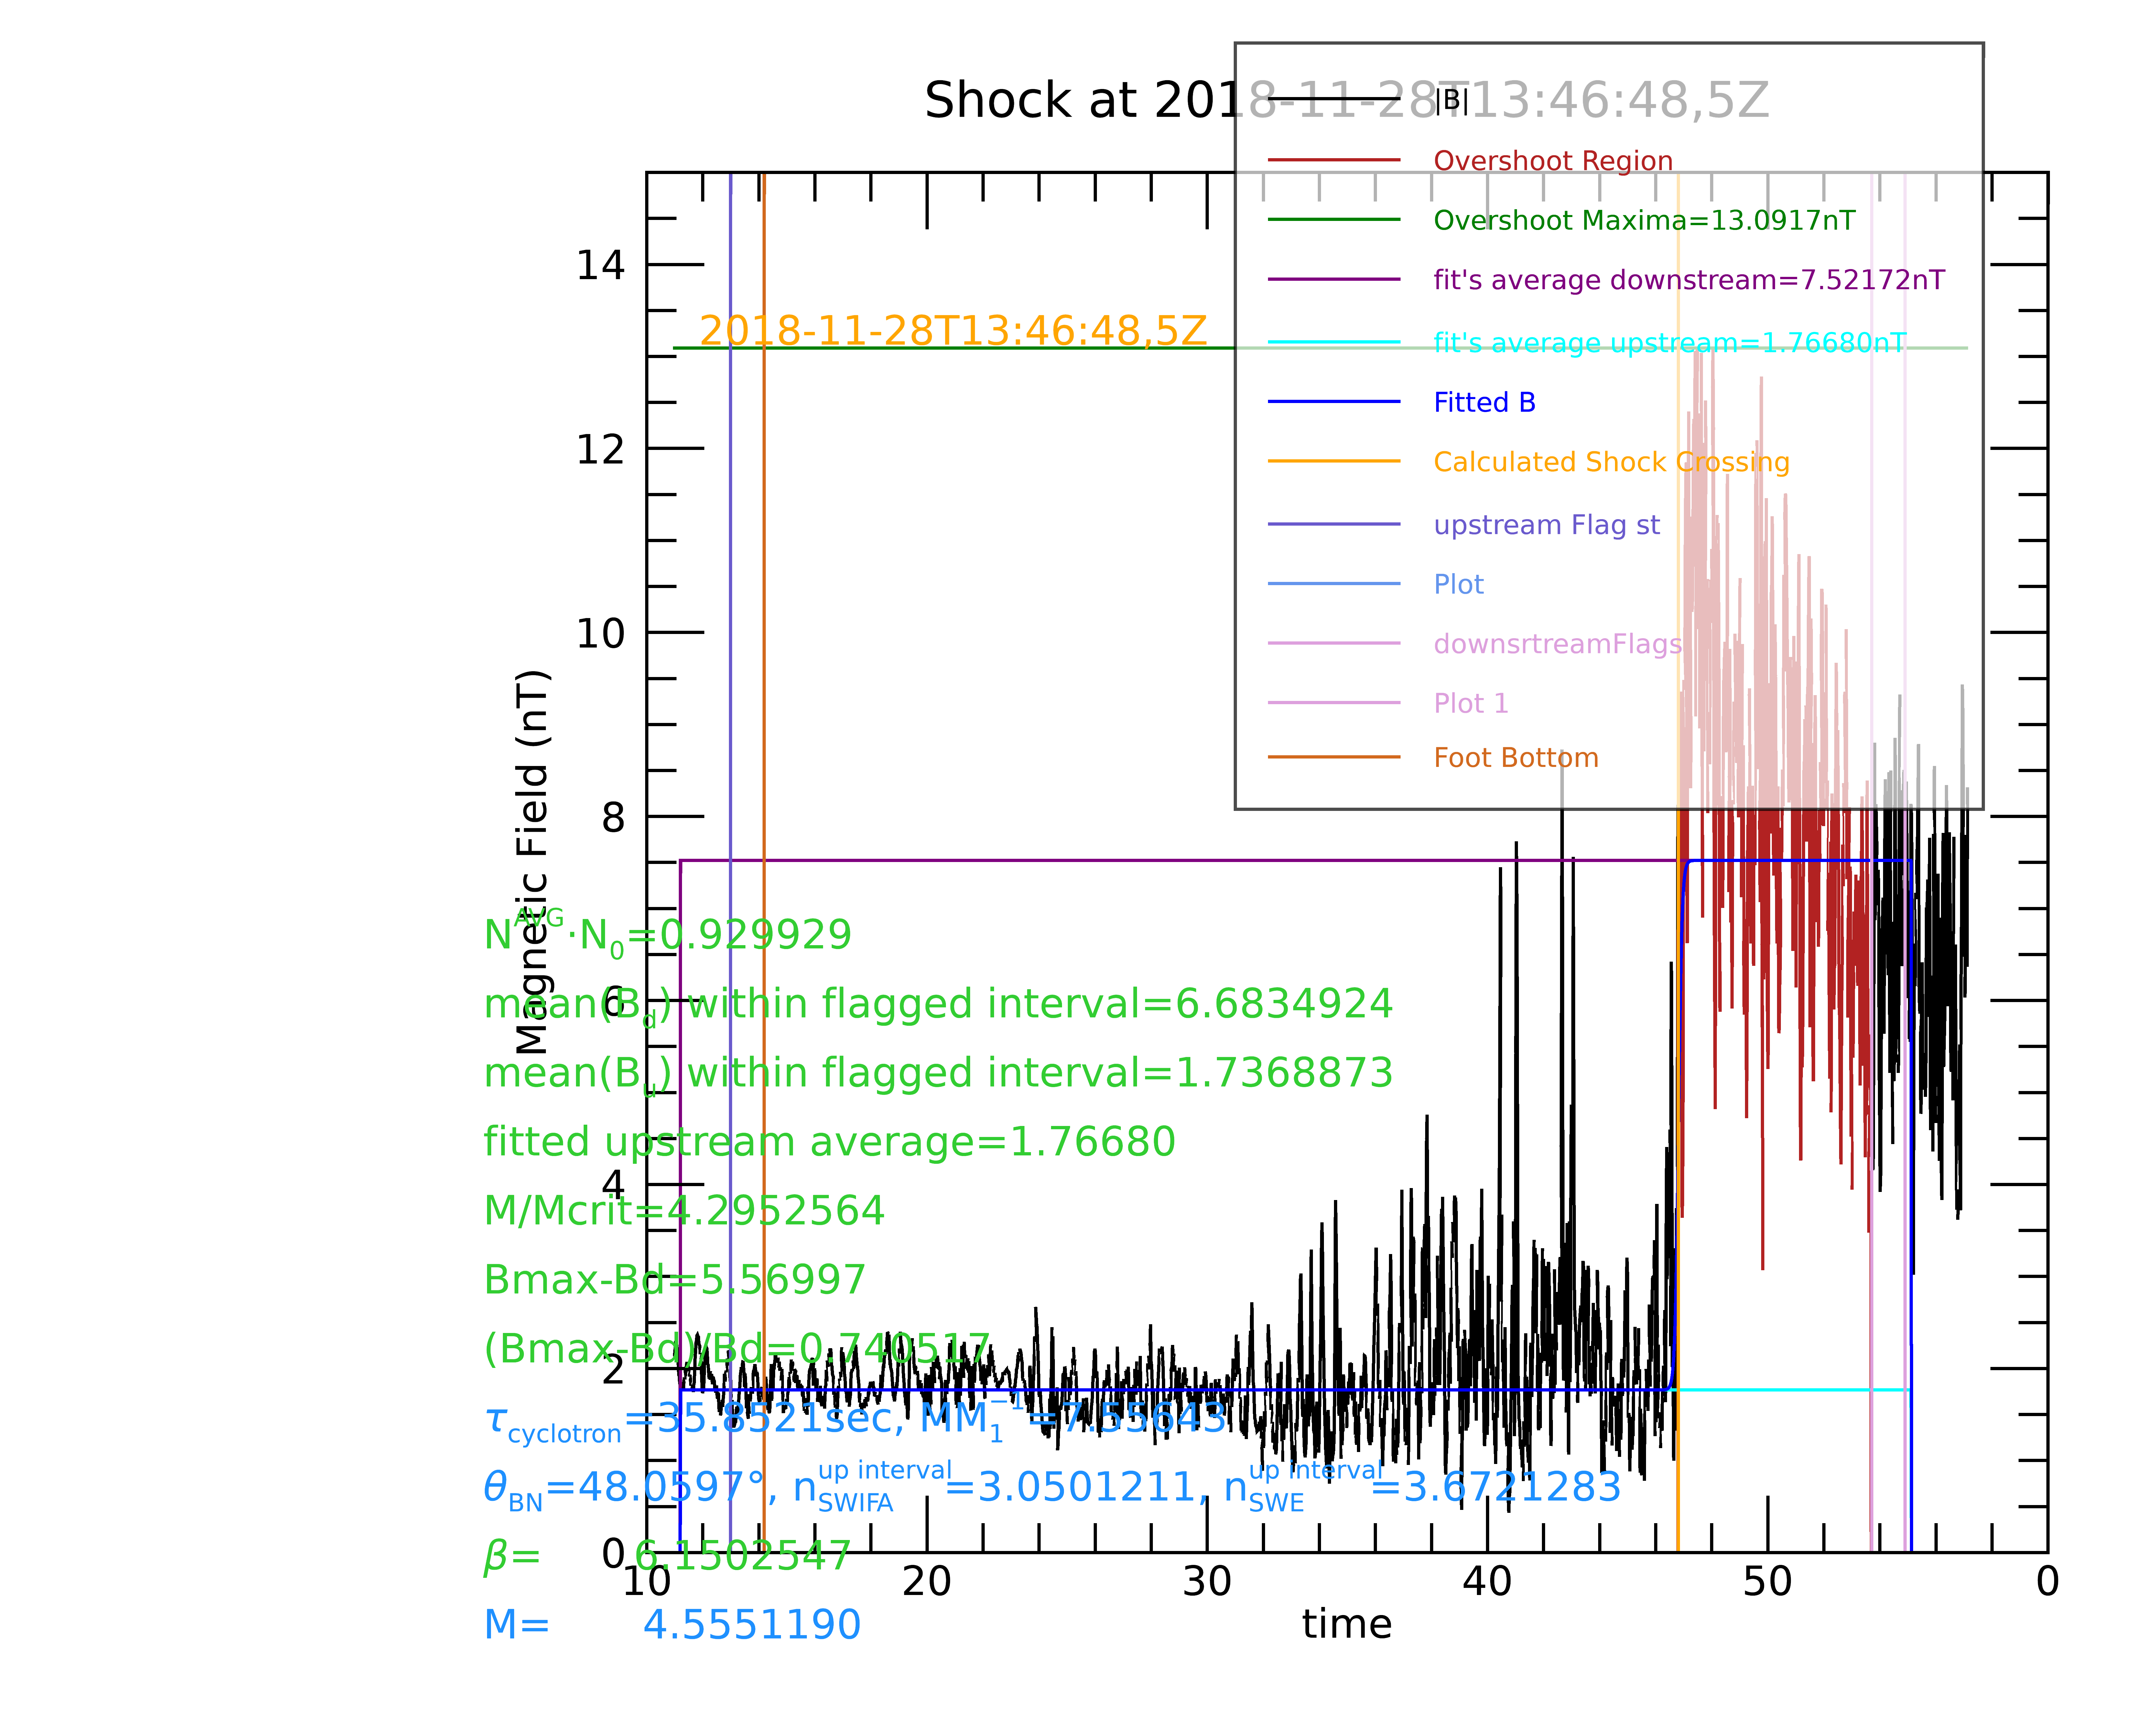 Shock at 2018-11-28T13:46:48,5Z
|B|
Overshoot Region
Overshoot Maxima=13.0917nT
fit's average downstream=7.52172nT
fit's average upstream=1.76680nT
Fitted B
Calculated Shock Crossing
upstream Flag st
Plot
downsrtreamFlags
Plot 1
Foot Bottom
2018-11-28T13:46:48,5Z
Magnetic Field (nT)
14
12
10
8
6
4
2
0
N^AVG·N_0=0.929929
mean(B_d) within flagged interval=6.6834924
mean(B_u) within flagged interval=1.7368873
fitted upstream average=1.76680
M/Mcrit=4.2952564
Bmax-Bd=5.56997
(Bmax-Bd)/Bd=0.740517
τ_cyclotron=35.8521sec, MM_1^−1=7.55643
θ_BN=48.0597°, n_SWIFA^up interval=3.0501211, n_SWE^up interval=3.6721283
β= 6.1502547
M= 4.5551190
10 20 30 40 50 0
time